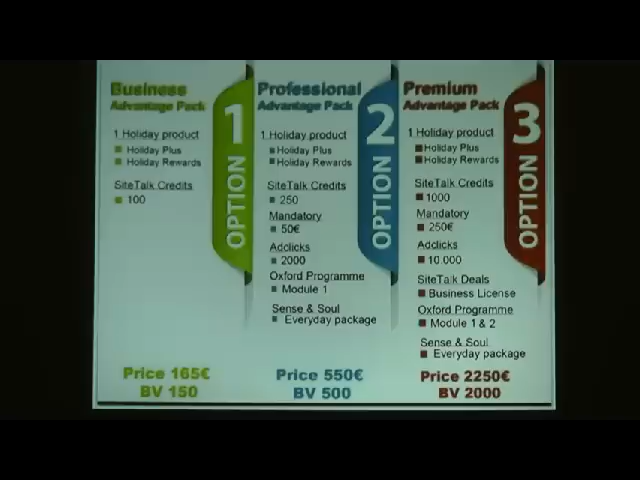 Business
Advantage Pack
1 Holiday product
Holiday Plus
Holiday Rewards
SiteTalk Credits
100
Price 165€
BV 150
OPTION 1
Professional
Advantage Pack
1 Holiday product
Holiday Plus
Holiday Rewards
SiteTalk Credits
250
Mandatory
50€
Adclicks
2000
Oxford Programme
Module 1
Sense & Soul
Everyday package
Price 550€
BV 500
OPTION 2
Premium
Advantage Pack
1 Holiday product
Holiday Plus
Holiday Rewards
SiteTalk Credits
1000
Mandatory
250€
Adclicks
10.000
SiteTalk Deals
Business License
Oxford Programme
Module 1 & 2
Sense & Soul
Everyday package
Price 2250€
BV 2000
OPTION 3